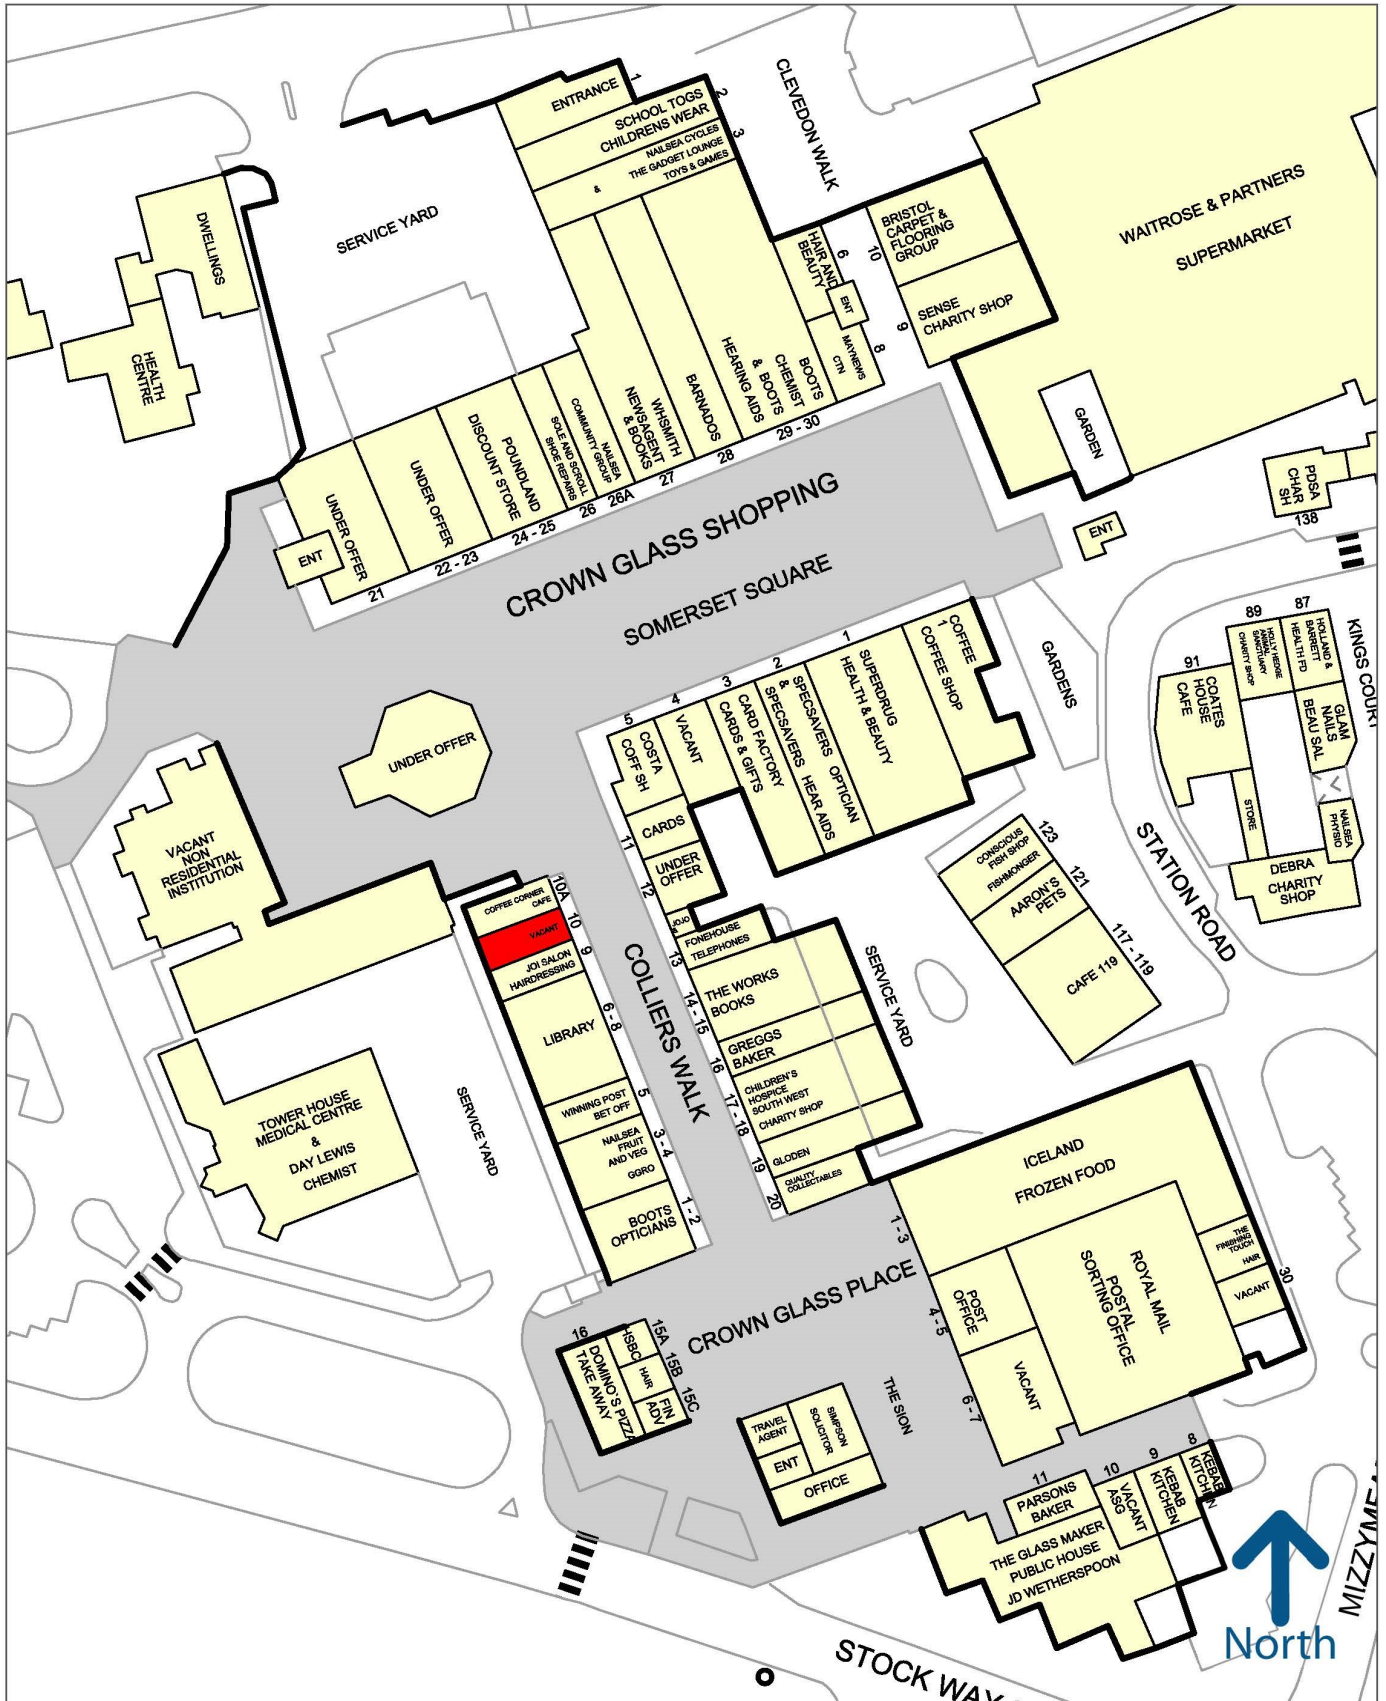 ENTRANCE
1
SCHOOL TOGS
CHILDRENS WEAR
2
NAILSEA CYCLES
&
THE GADGET LOUNGE
TOYS & GAMES
3
CLEVEDON WALK
SERVICE YARD
DWELLINGS
HEALTH
CENTRE
HAIR AND
BEAUTY
6
ENT
MAYNEWS
CTN
8
BRISTOL
CARPET &
FLOORING
GROUP
10
SENSE
CHARITY SHOP
9
WAITROSE & PARTNERS
SUPERMARKET
GARDEN
ENT
PDSA
CHAR
SH
138
UNDER OFFER
ENT
21
UNDER OFFER
22 - 23
POUNDLAND
DISCOUNT STORE
24 - 25
SOLE AND SCROLL
SHOE REPAIRS
26
NAILSEA
COMMUNITY GROUP
26A
WHSMITH
NEWSAGENT
& BOOKS
27
BARNADOS
28
BOOTS
CHEMIST
& BOOTS
HEARING AIDS
29 - 30
CROWN GLASS SHOPPING
SOMERSET SQUARE
UNDER OFFER
COFFEE
1
COFFEE SHOP
1
SUPERDRUG
HEALTH & BEAUTY
2
SPECSAVERS OPTICIAN
&
SPECSAVERS HEAR AIDS
3
CARD FACTORY
CARDS & GIFTS
4
VACANT
5
COSTA
COFF SH
GARDENS
91
COATES
HOUSE
CAFE
89
HOLLY HEDGE
ANIMAL
SANCTUARY
CHARITY SHOP
87
HOLLAND &
BARRETT
HEALTH FD
KINGS COURT
GLAM
NAILS
BEAU SAL
STORE
NAILSEA
PHYSIO
DEBRA
CHARITY
SHOP
STATION ROAD
VACANT
NON
RESIDENTIAL
INSTITUTION
11
CARDS
12
UNDER
OFFER
JOJO
13
FONEHOUSE
TELEPHONES
14 - 15
THE WORKS
BOOKS
16
GREGGS
BAKER
17 - 18
CHILDREN'S
HOSPICE
SOUTH WEST
CHARITY SHOP
19
GLODEN
20
QUALITY
COLLECTABLES
SERVICE YARD
CONSCIOUS
FISH SHOP
FISHMONGER
123
AARON'S
PETS
121
CAFE 119
117 - 119
COFFEE CORNER
CAFE
10A
VACANT
10
JOI SALON
HAIRDRESSING
9
LIBRARY
6 - 8
WINNING POST
BET OFF
5
NAILSEA
FRUIT
AND VEG
GGRO
3 - 4
BOOTS
OPTICIANS
1 - 2
COLLIERS WALK
SERVICE YARD
TOWER HOUSE
MEDICAL CENTRE
&
DAY LEWIS
CHEMIST
ICELAND
FROZEN FOOD
1 - 3
POST
OFFICE
4 - 5
VACANT
6 - 7
ROYAL MAIL
POSTAL
SORTING OFFICE
THE
FINISHING
TOUCH
HAIR
VACANT
30
CROWN GLASS PLACE
THE SION
16
DOMINO'S PIZZA
TAKE AWAY
HSBC
15A
HAIR
15B
FIN
ADV
15C
TRAVEL
AGENT
SIMPSON
SOLICITOR
ENT
OFFICE
11
PARSONS
BAKER
10
VACANT
ASG
9
KEBAB
KITCHEN
8
KEBAB
KITCHEN
THE GLASS MAKER
PUBLIC HOUSE
JD WETHERSPOON
STOCK WAY
North